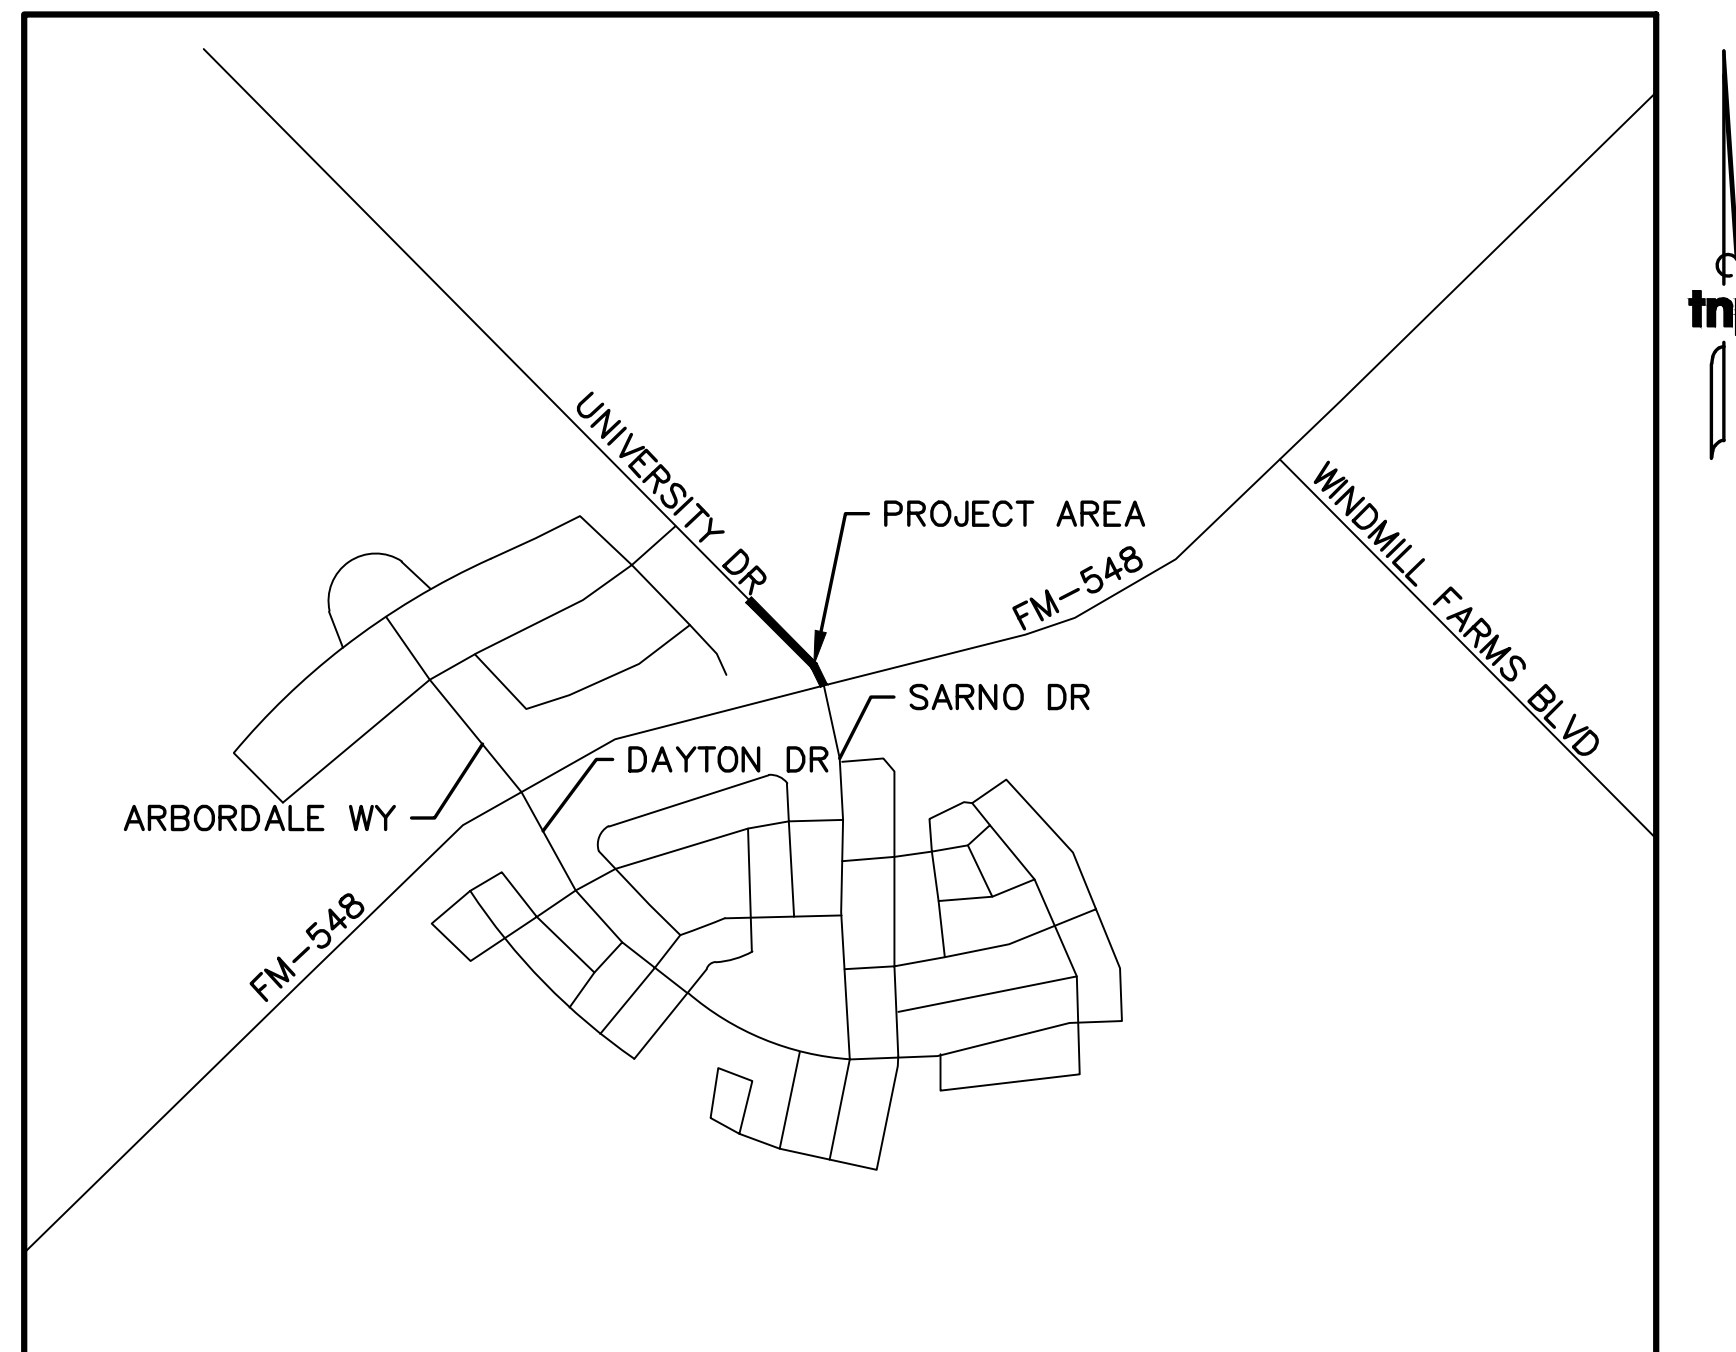 UNIVERSITY DR
PROJECT AREA
FM-548
WINDMILL FARMS BLVD
SARNO DR
DAYTON DR
ARBORDALE WY
FM-548